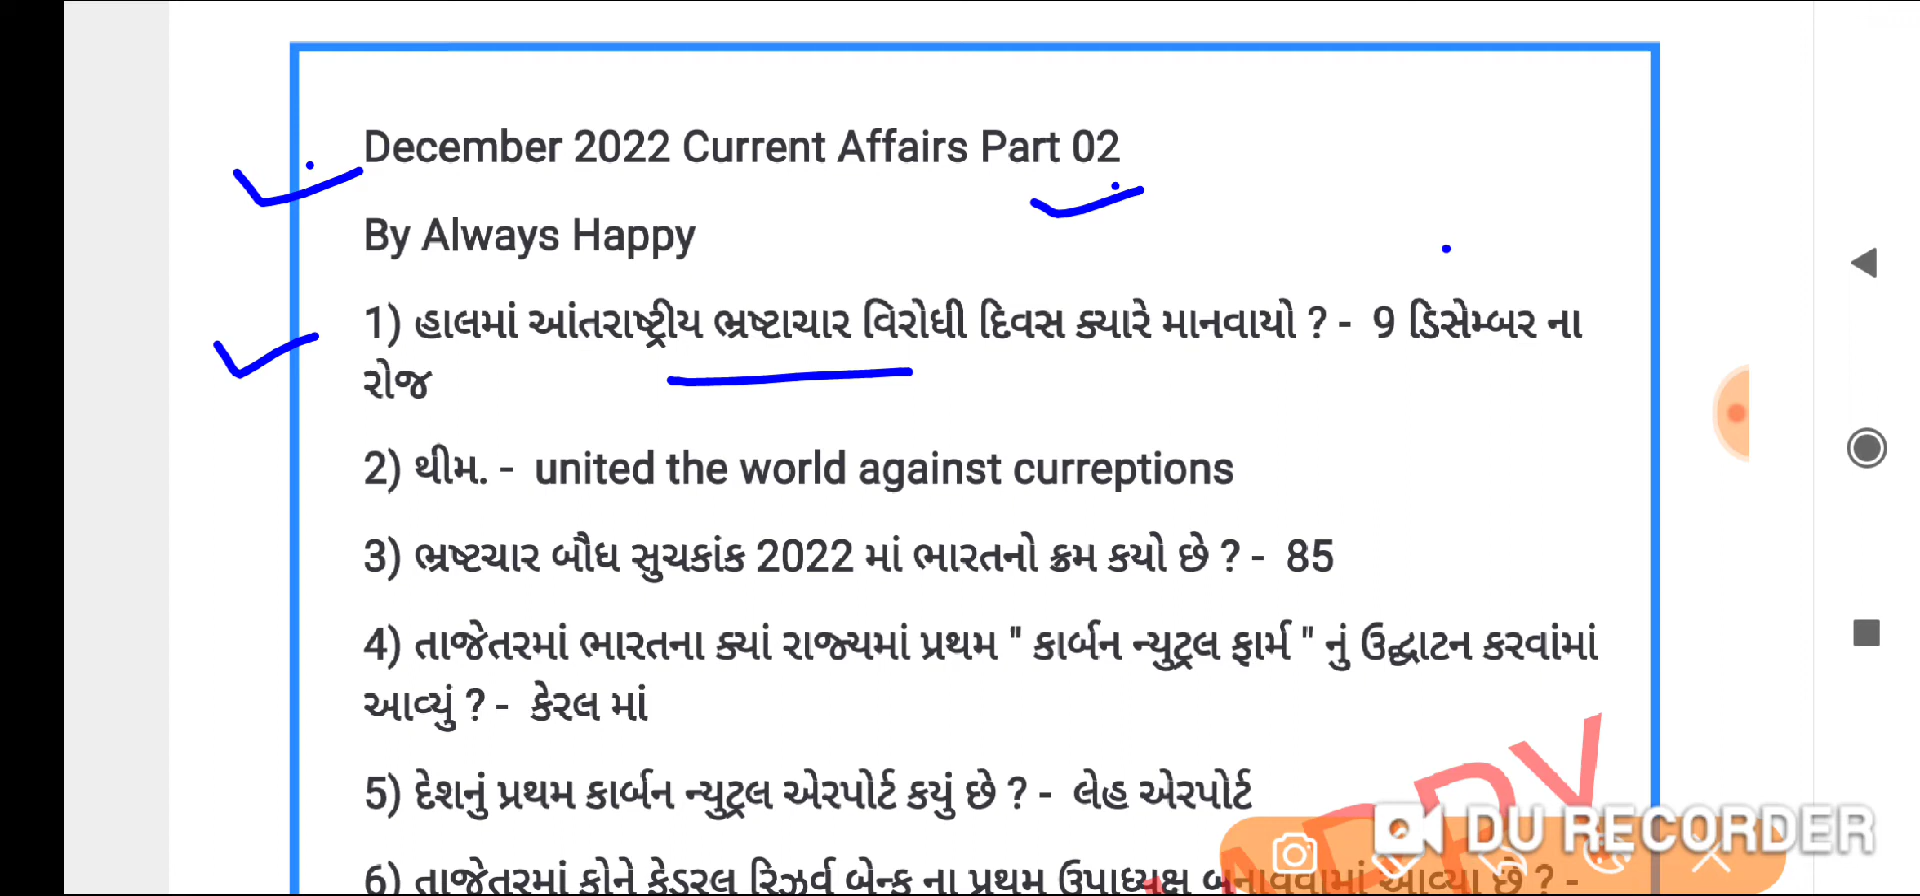 December 2022 Current Affairs Part 02
By Always Happy
1) હાલમાં આંતરાષ્ટ્રીય ભ્રષ્ટાચાર વિરોધી દિવસ ક્યારે માનવાયો ? - 9 ડિસેમ્બર ના
રોજ
2) થીમ. - united the world against curreptions
3) ભ્રષ્ટચાર બૌધ સુચકાંક 2022 માં ભારતનો ક્રમ કયો છે ? - 85
4) તાજેતરમાં ભારતના ક્યાં રાજ્યમાં પ્રથમ " કાર્બન ન્યુટ્રલ ફાર્મ " નું ઉદ્ઘાટન કરવાંમાં
આવ્યું ? - કેરલ માં
5) દેશનું પ્રથમ કાર્બન ન્યુટ્રલ એરપોર્ટ કયું છે ? - લેહ એરપોર્ટ
6) તાજેતરમાં કોને ફેડરલ રિઝર્વ બેન્ક ના પ્રથમ ઉપાધ્યક્ષ બનાવવામાં આવ્યા છે ? -
DU RECORDER